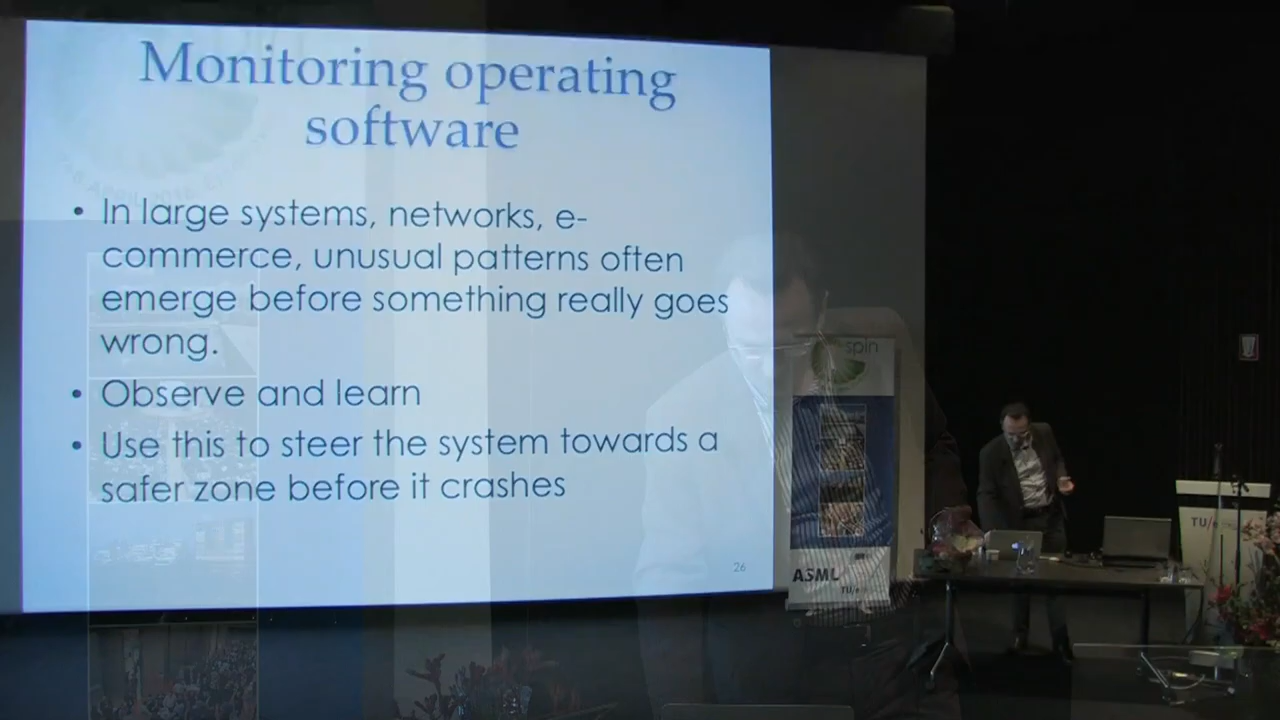 Monitoring operating
software
• In large systems, networks, e-
commerce, unusual patterns often
emerge before something really goes
wrong.
• Observe and learn
• Use this to steer the system towards a
safer zone before it crashes
26
spin
ASML
TU/e
TU/e